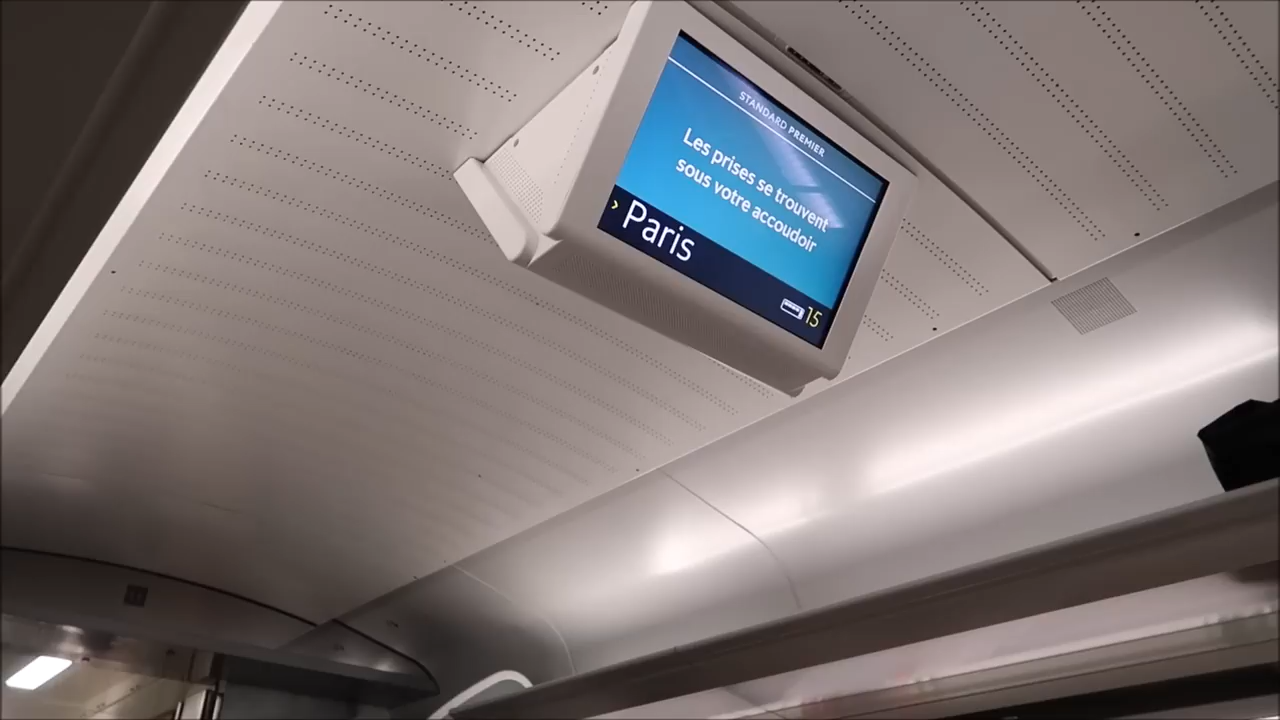 STANDARD PREMIER
Les prises se trouvent
sous votre accoudoir
› Paris
15